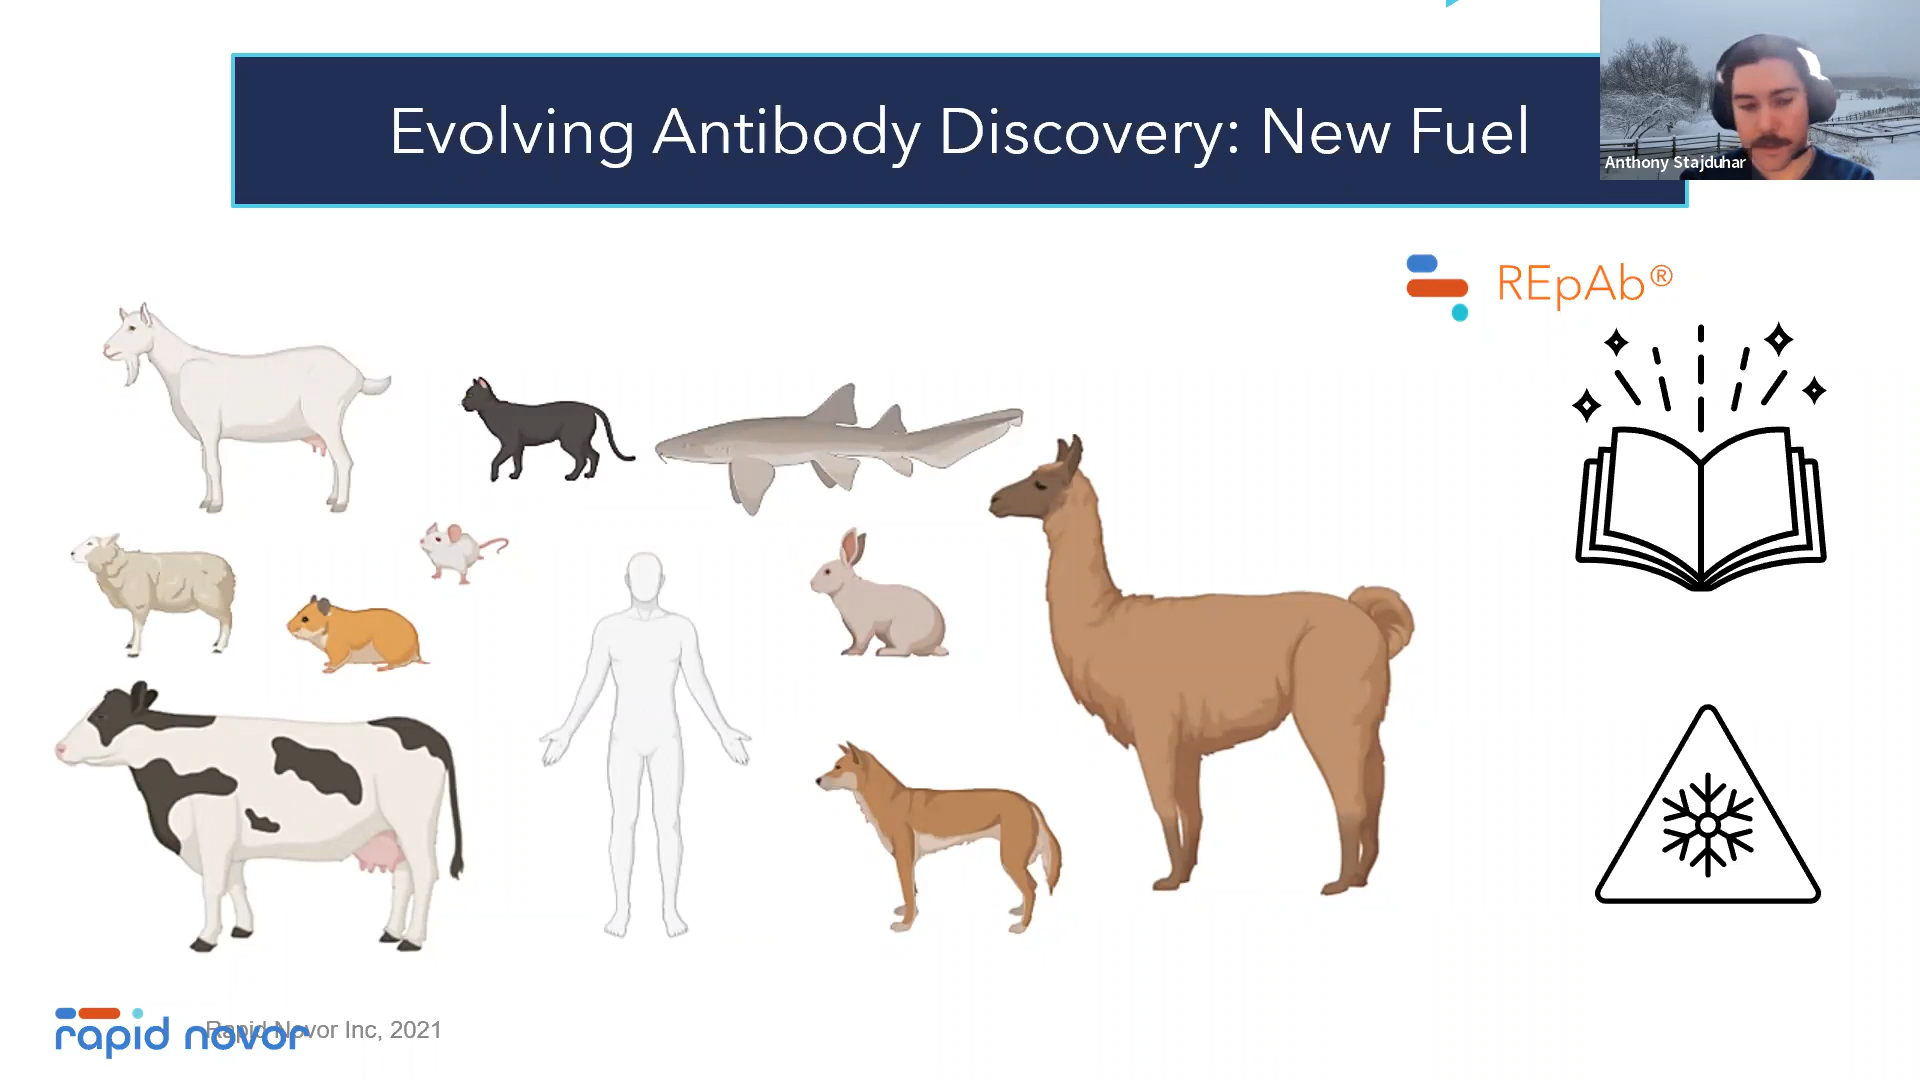 Evolving Antibody Discovery: New Fuel
Anthony Stajduhar
REpAb®
rapid novor
Rapid Novor Inc, 2021